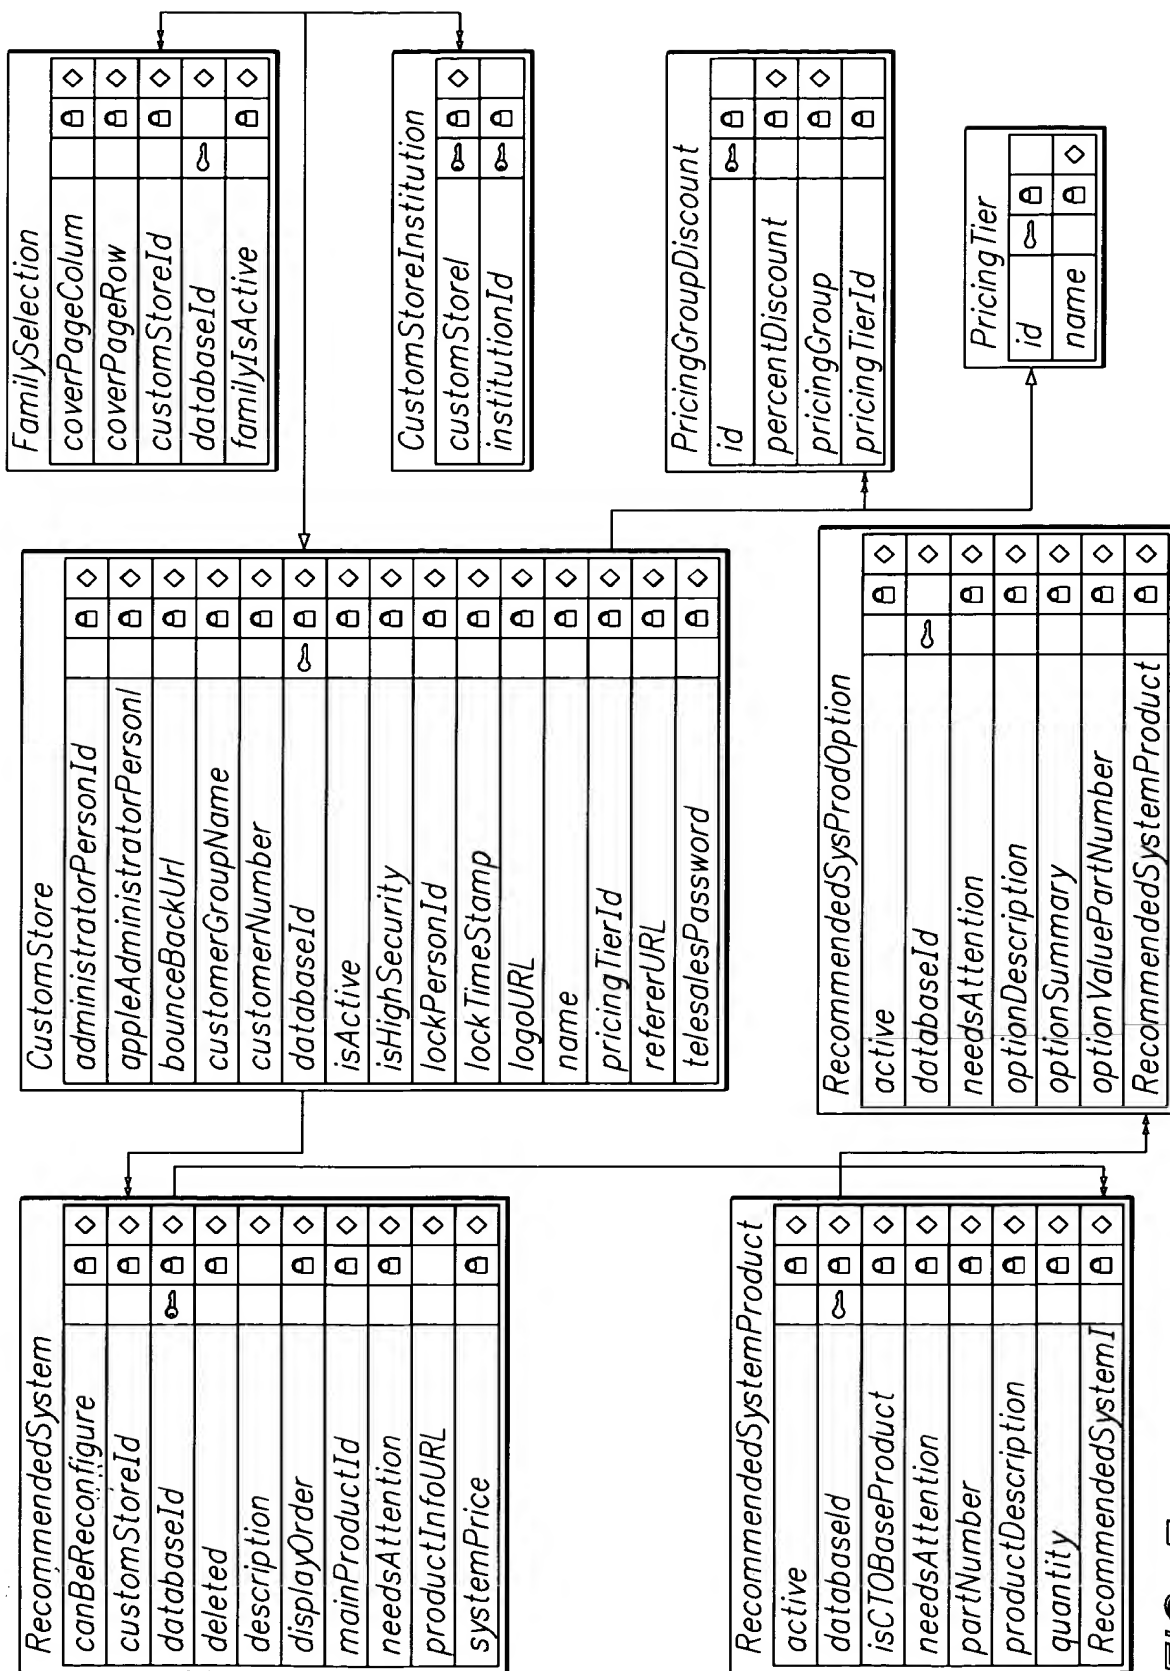 RecommendedSystem
canBeReconfigure
customStoreId
databaseId
deleted
description
displayOrder
mainProductId
needsAttention
productInfoURL
systemPrice
CustomStore
administratorPersonId
appleAdministratorPersonI
bounceBackUrl
customerGroupName
customerNumber
databaseId
isActive
isHighSecurity
lockPersonId
lockTimeStamp
logoURL
name
pricingTierId
refererURL
telesalesPassword
FamilySelection
coverPageColum
coverPageRow
customStoreId
databaseId
familyIsActive
CustomStoreInstitution
customStoreI
institutionId
PricingGroupDiscount
id
percentDiscount
pricingGroup
pricingTierId
PricingTier
id
name
RecommendedSystemProduct
active
databaseId
isCTOBaseProduct
needsAttention
partNumber
productDescription
quantity
RecommendedSystemI
RecommendedSysProdOption
active
databaseId
needsAttention
optionDescription
optionSummary
optionValuePartNumber
RecommendedSystemProduct